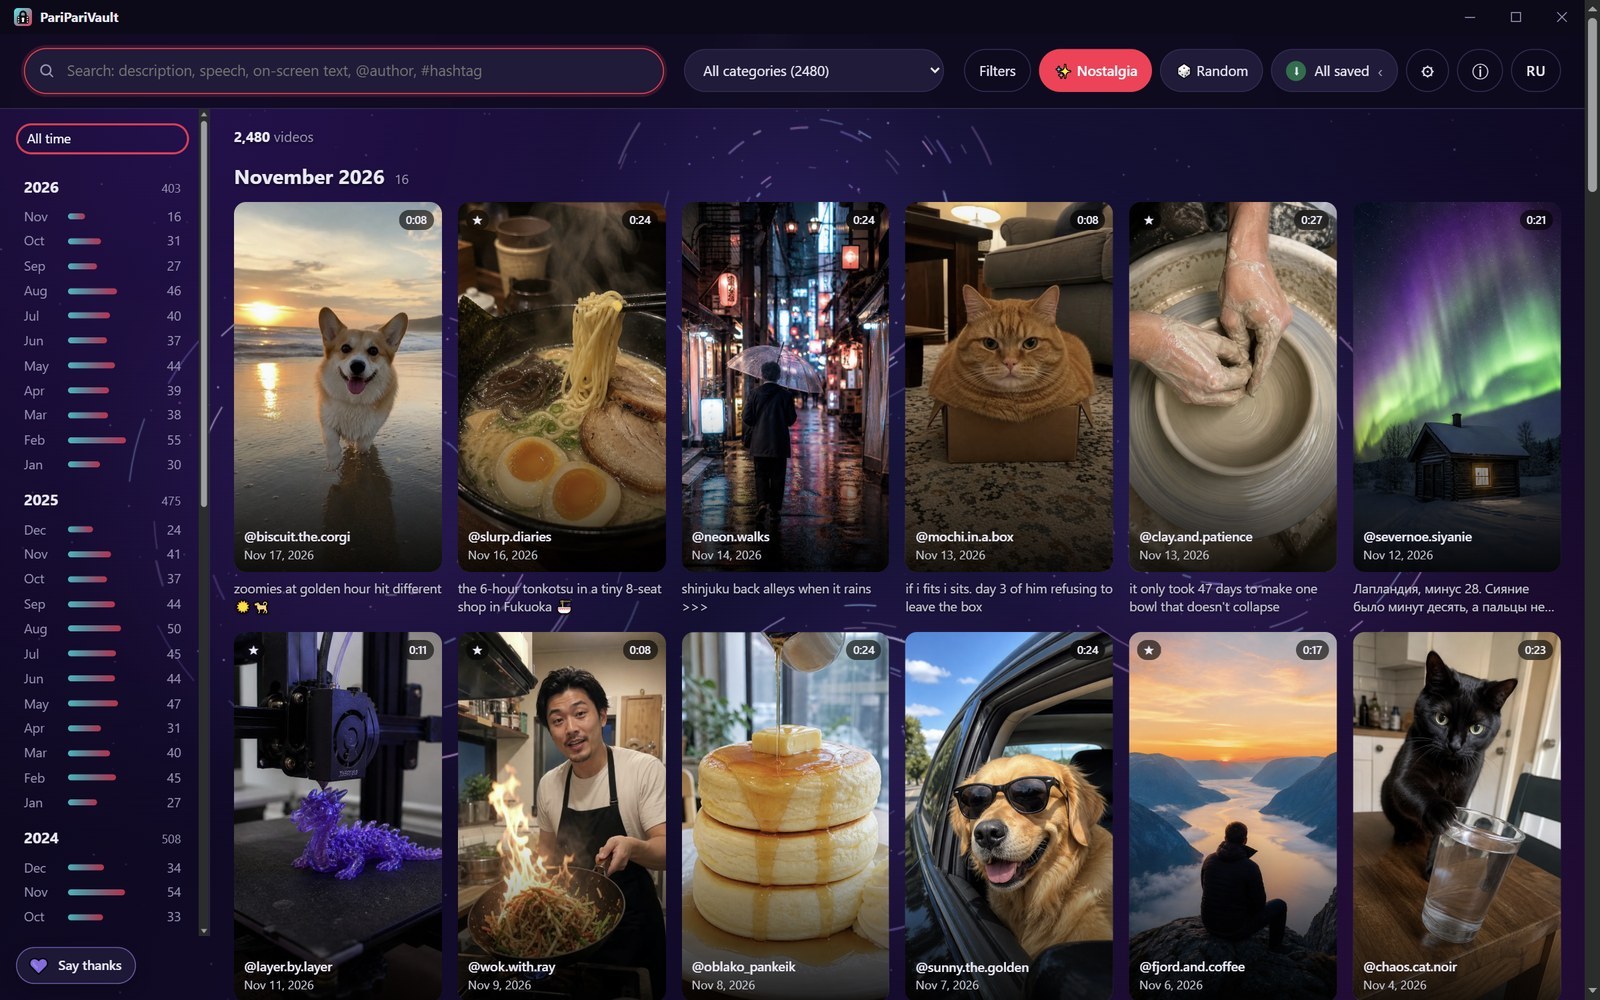 PariPariVault
Search: description, speech, on-screen text, @author, #hashtag
All categories (2480)
Filters
✨ Nostalgia
🎲 Random
All saved ‹
RU
All time
2026 403
Nov 16
Oct 31
Sep 27
Aug 46
Jul 40
Jun 37
May 44
Apr 39
Mar 38
Feb 55
Jan 30
2025 475
Dec 24
Nov 41
Oct 37
Sep 44
Aug 50
Jul 45
Jun 44
May 47
Apr 31
Mar 40
Feb 45
Jan 27
2024 508
Dec 34
Nov 54
Oct 33
Say thanks
2,480 videos
November 2026 16
0:08
@biscuit.the.corgi
Nov 17, 2026
zoomies at golden hour hit different
☀️ 🐕
★ 0:24
@slurp.diaries
Nov 16, 2026
the 6-hour tonkotsu in a tiny 8-seat
shop in Fukuoka 🍜
0:24
@neon.walks
Nov 14, 2026
shinjuku back alleys when it rains
>>>
0:08
@mochi.in.a.box
Nov 13, 2026
if i fits i sits. day 3 of him refusing to
leave the box
★ 0:27
@clay.and.patience
Nov 13, 2026
it only took 47 days to make one
bowl that doesn't collapse
0:21
@severnoe.siyanie
Nov 12, 2026
Лапландия, минус 28. Сияние
было минут десять, а пальцы не...
★ 0:11
@layer.by.layer
Nov 11, 2026
★ 0:08
@wok.with.ray
Nov 9, 2026
0:24
@oblako_pankeik
Nov 8, 2026
0:24
@sunny.the.golden
Nov 7, 2026
★ 0:17
@fjord.and.coffee
Nov 6, 2026
0:23
@chaos.cat.noir
Nov 4, 2026